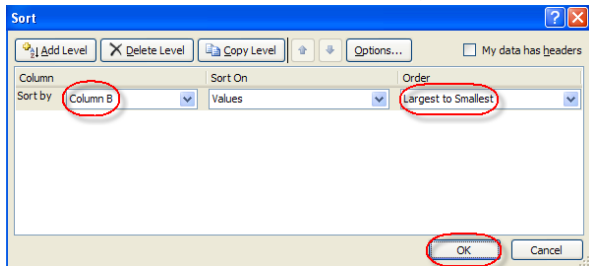 Sort
Add Level Delete Level Copy Level Options... My data has headers
Column Sort On Order
Sort by Column B Values Largest to Smallest
OK Cancel